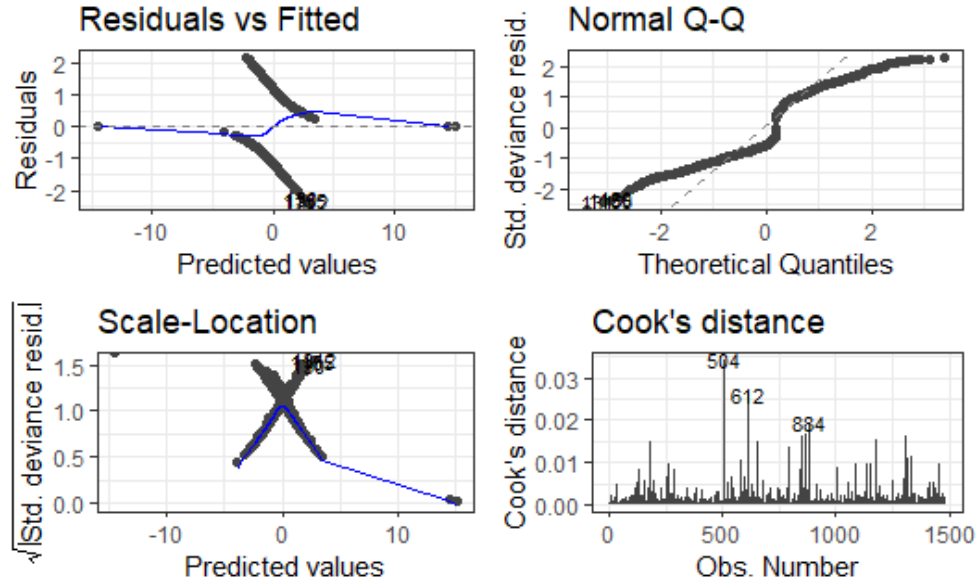 Residuals vs Fitted
Residuals
2
1
0
-1
-2
-10
0
10
Predicted values
Normal Q-Q
Std. deviance resid.
2
1
0
-1
-2
-2
0
2
Theoretical Quantiles
Scale-Location
√|Std. deviance resid.|
1.5
1.0
0.5
0.0
0
10
Predicted values
Cook's distance
Cook's distance
0.03
0.02
0.01
0.00
504
612
884
0
500
1000
1500
Obs. Number